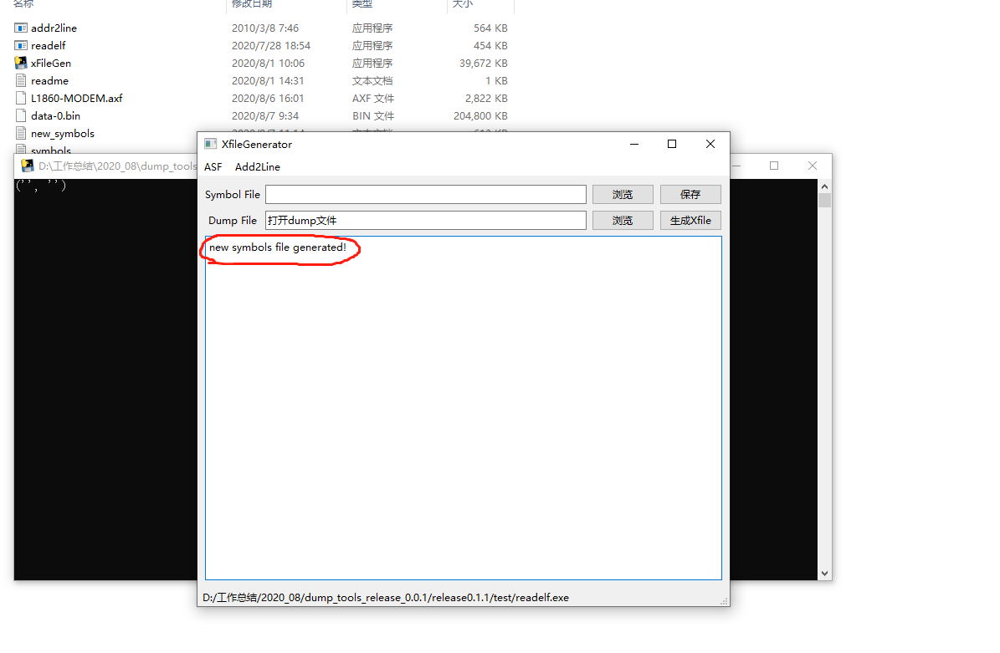 名称 修改日期 类型 大小
addr2line 2010/3/8 7:46 应用程序 564 KB
readelf 2020/7/28 18:54 应用程序 454 KB
xFileGen 2020/8/1 10:06 应用程序 39,672 KB
readme 2020/8/1 14:31 文本文档 1 KB
L1860-MODEM.axf 2020/8/6 16:01 AXF 文件 2,822 KB
data-0.bin 2020/8/7 9:34 BIN 文件 204,800 KB
new_symbols
symbols
D:\工作总结\2020_08\dump_tools
('', '')
XfileGenerator
ASF Add2Line
Symbol File 浏览 保存
Dump File 打开dump文件 浏览 生成Xfile
new symbols file generated!
D:/工作总结/2020_08/dump_tools_release_0.0.1/release0.1.1/test/readelf.exe